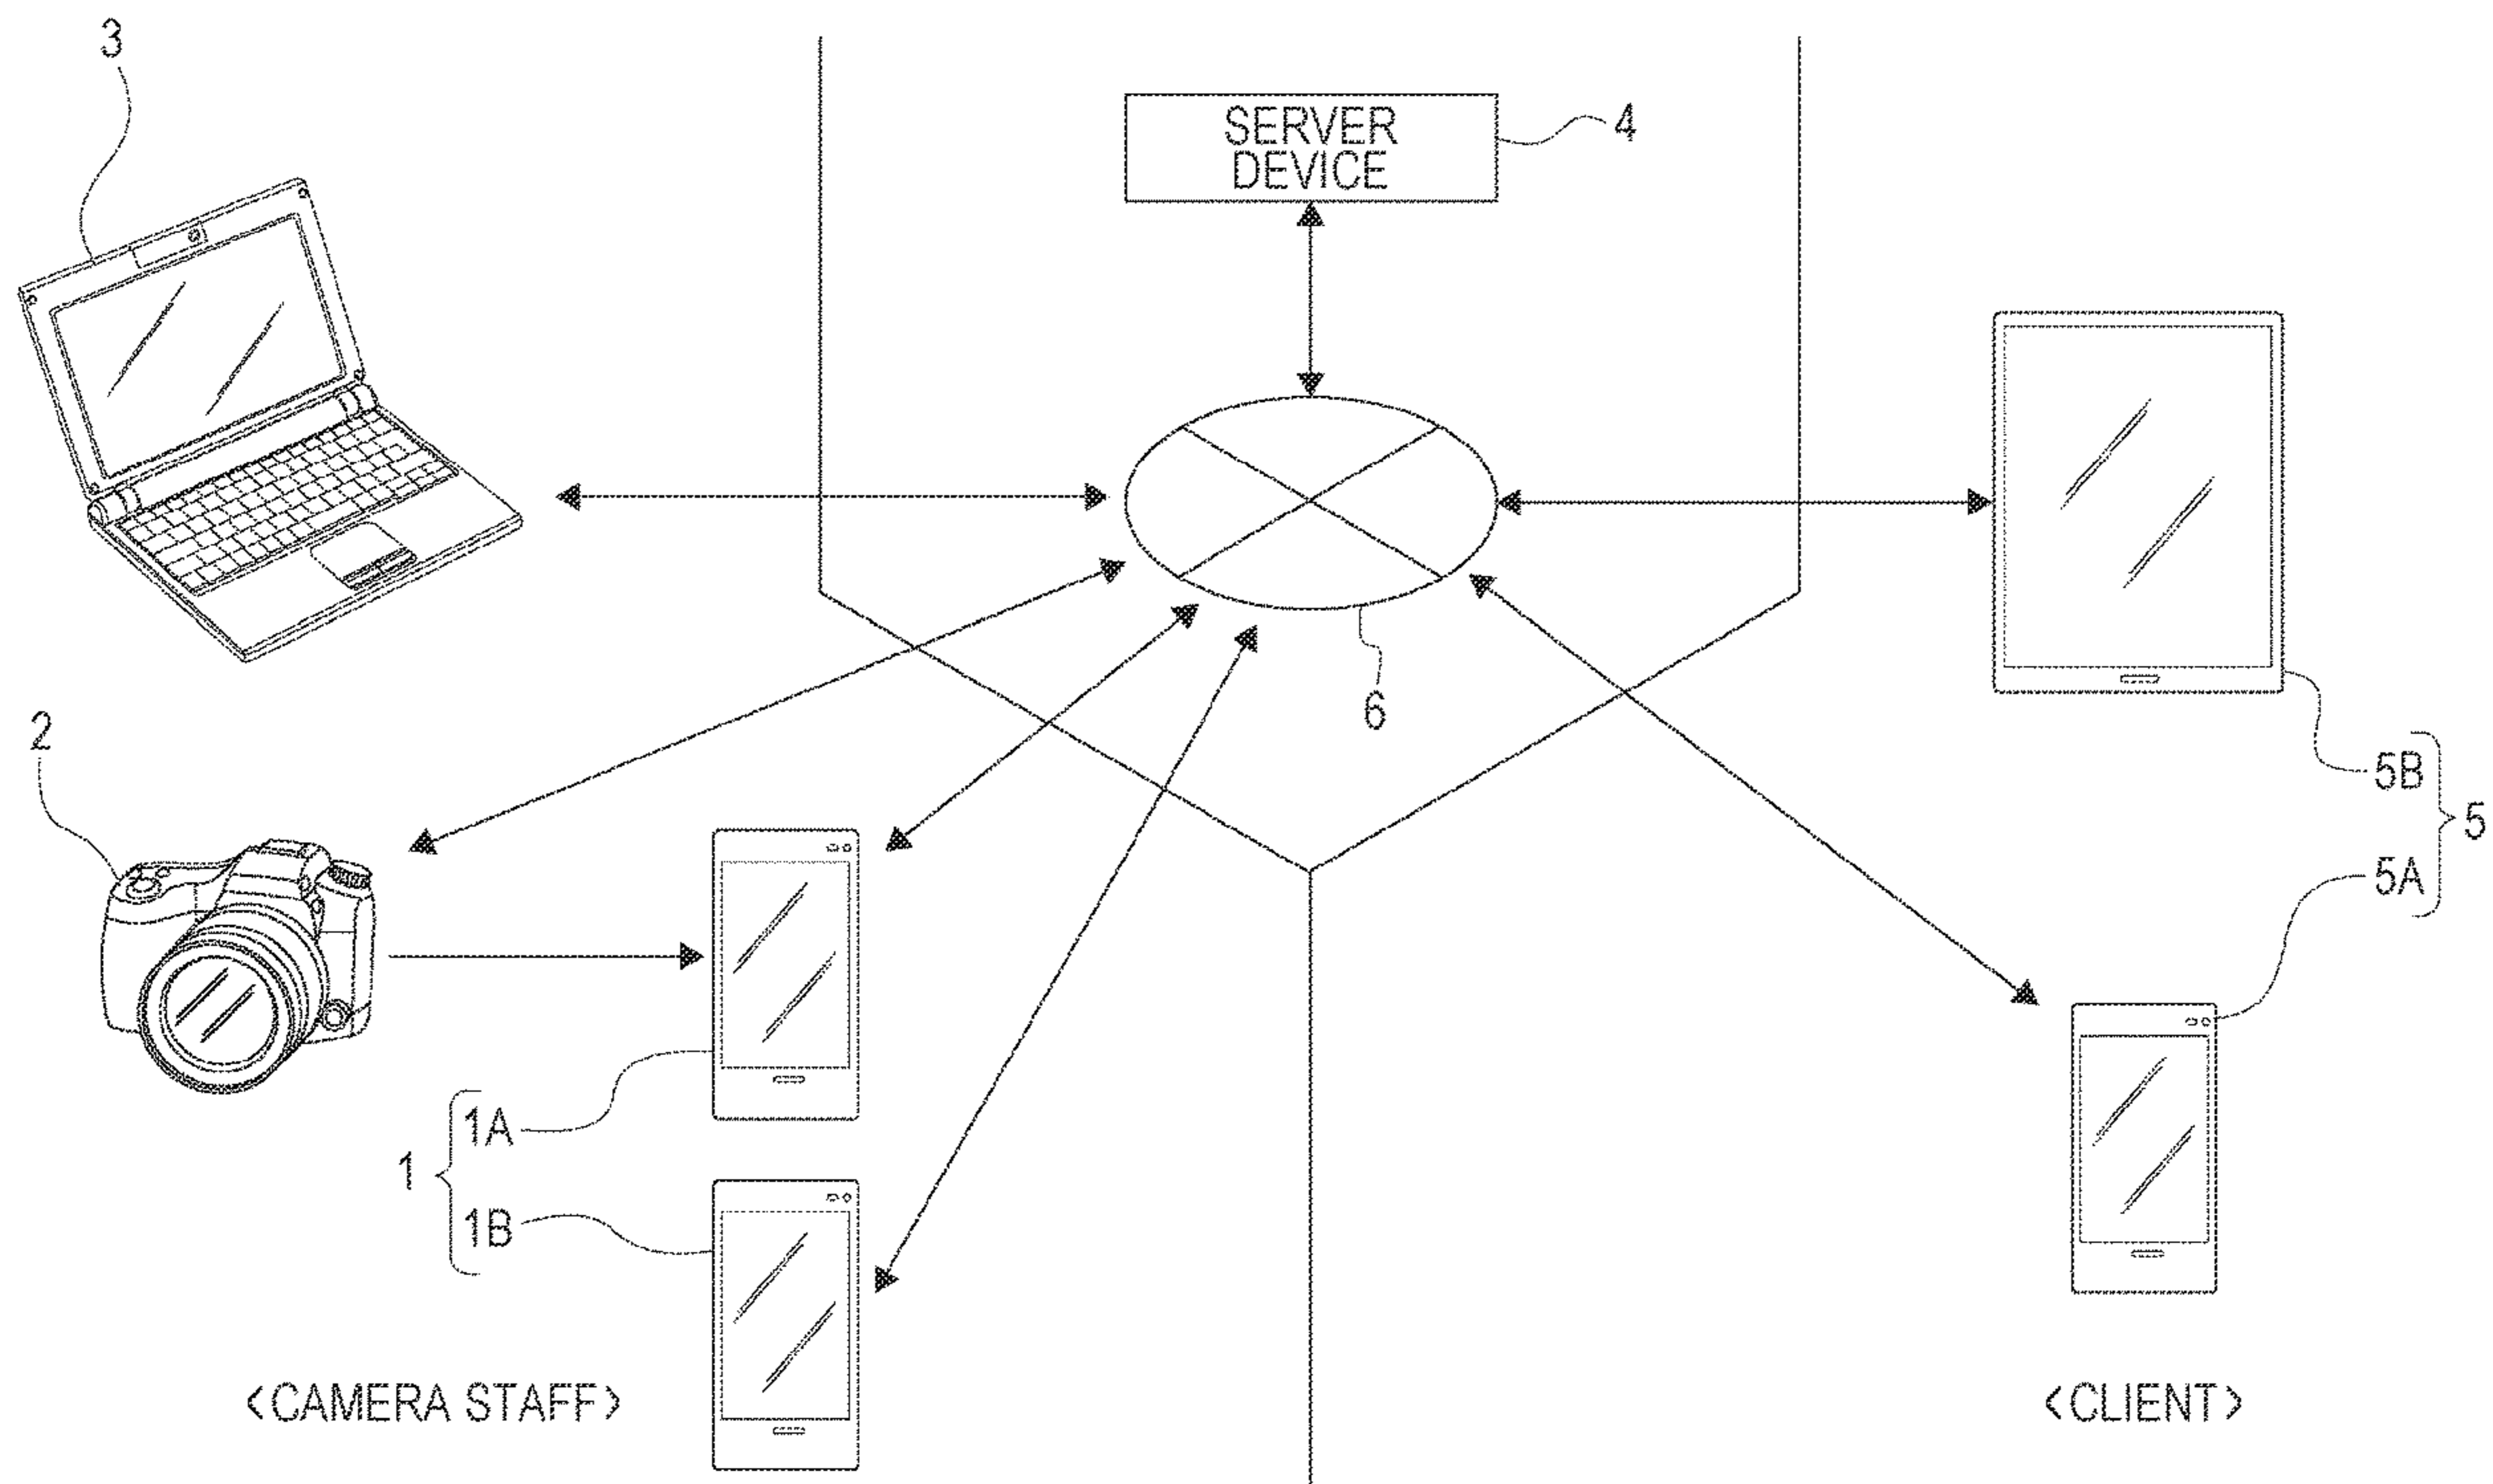 3
SERVER
DEVICE
4
6
2
5B
5
5A
1A
1
1B
<CAMERA STAFF>
<CLIENT>